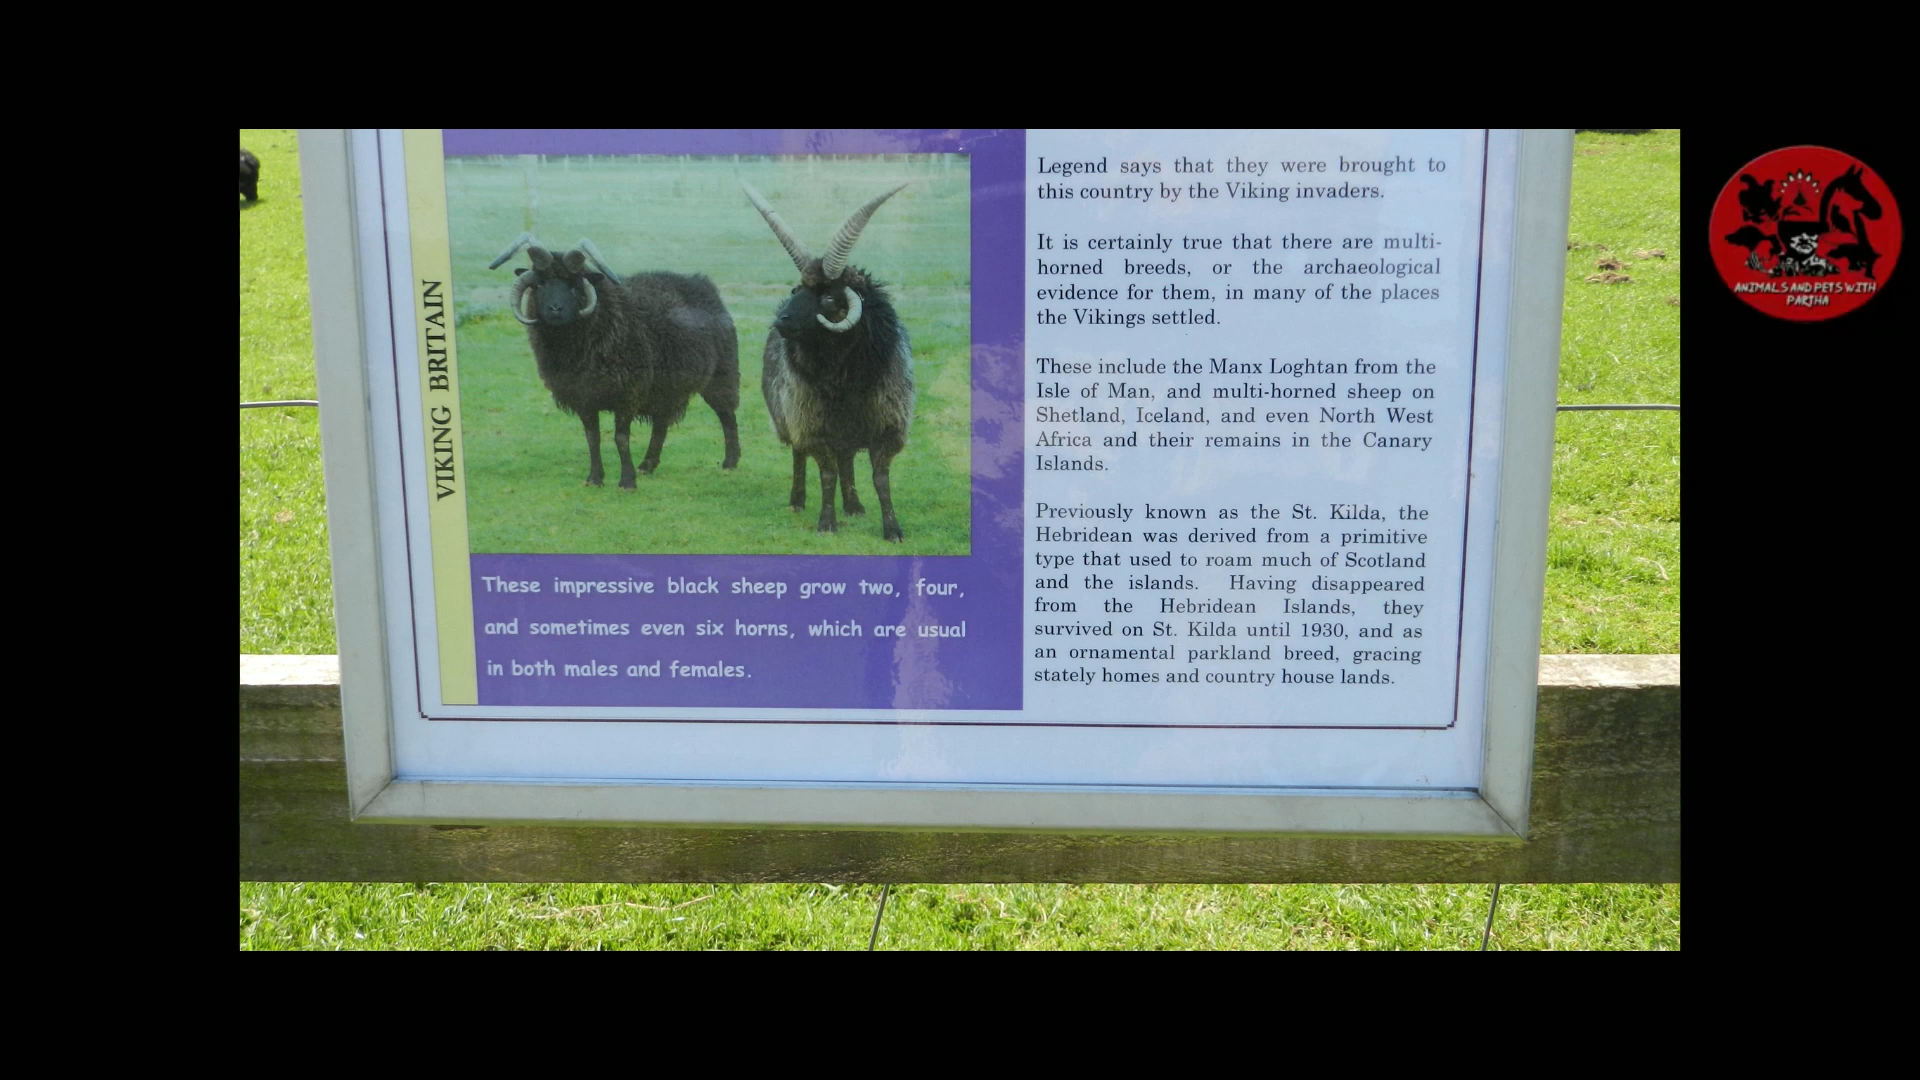 VIKING BRITAIN
These impressive black sheep grow two, four,
and sometimes even six horns, which are usual
in both males and females.
Legend says that they were brought to
this country by the Viking invaders.
It is certainly true that there are multi-
horned breeds, or the archaeological
evidence for them, in many of the places
the Vikings settled.
These include the Manx Loghtan from the
Isle of Man, and multi-horned sheep on
Shetland, Iceland, and even North West
Africa and their remains in the Canary
Islands.
Previously known as the St. Kilda, the
Hebridean was derived from a primitive
type that used to roam much of Scotland
and the islands. Having disappeared
from the Hebridean Islands, they
survived on St. Kilda until 1930, and as
an ornamental parkland breed, gracing
stately homes and country house lands.
ANIMALS AND PETS WITH
PARTHA